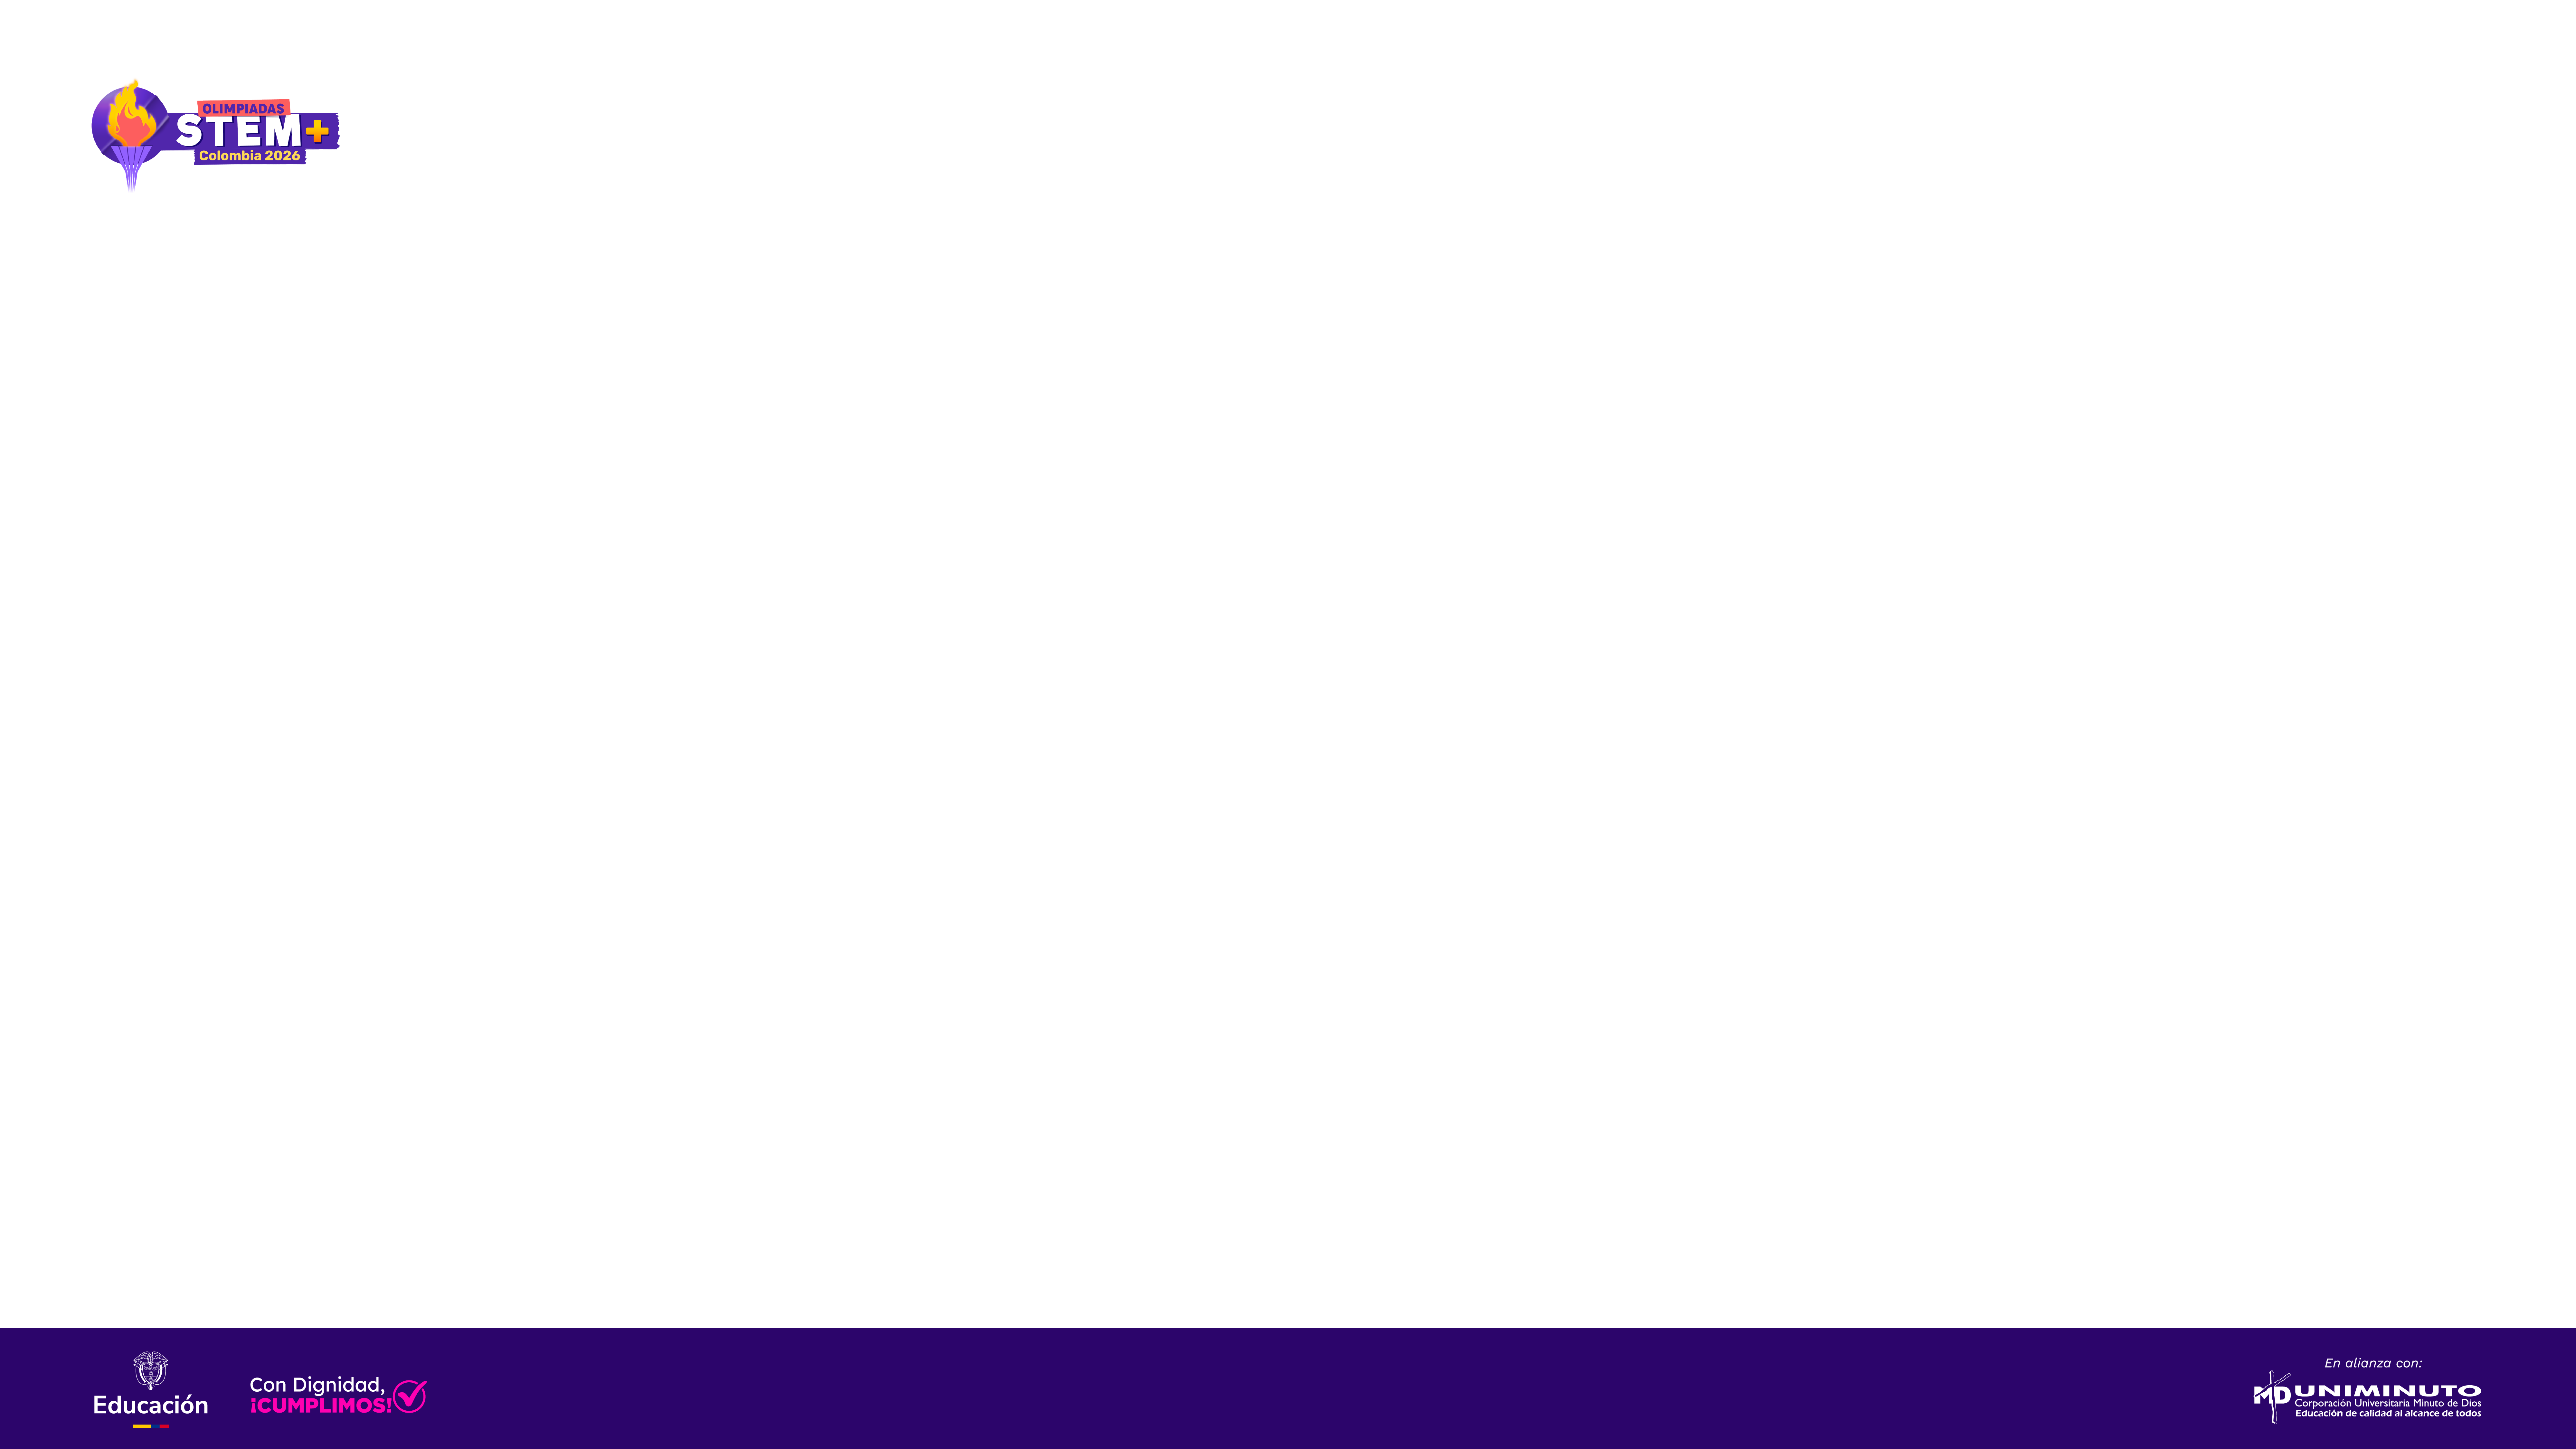 OLIMPIADAS
STEM+
Colombia 2026
Educación
Con Dignidad,
¡CUMPLIMOS!
En alianza con:
MD UNIMINUTO
Corporación Universitaria Minuto de Dios
Educación de calidad al alcance de todos